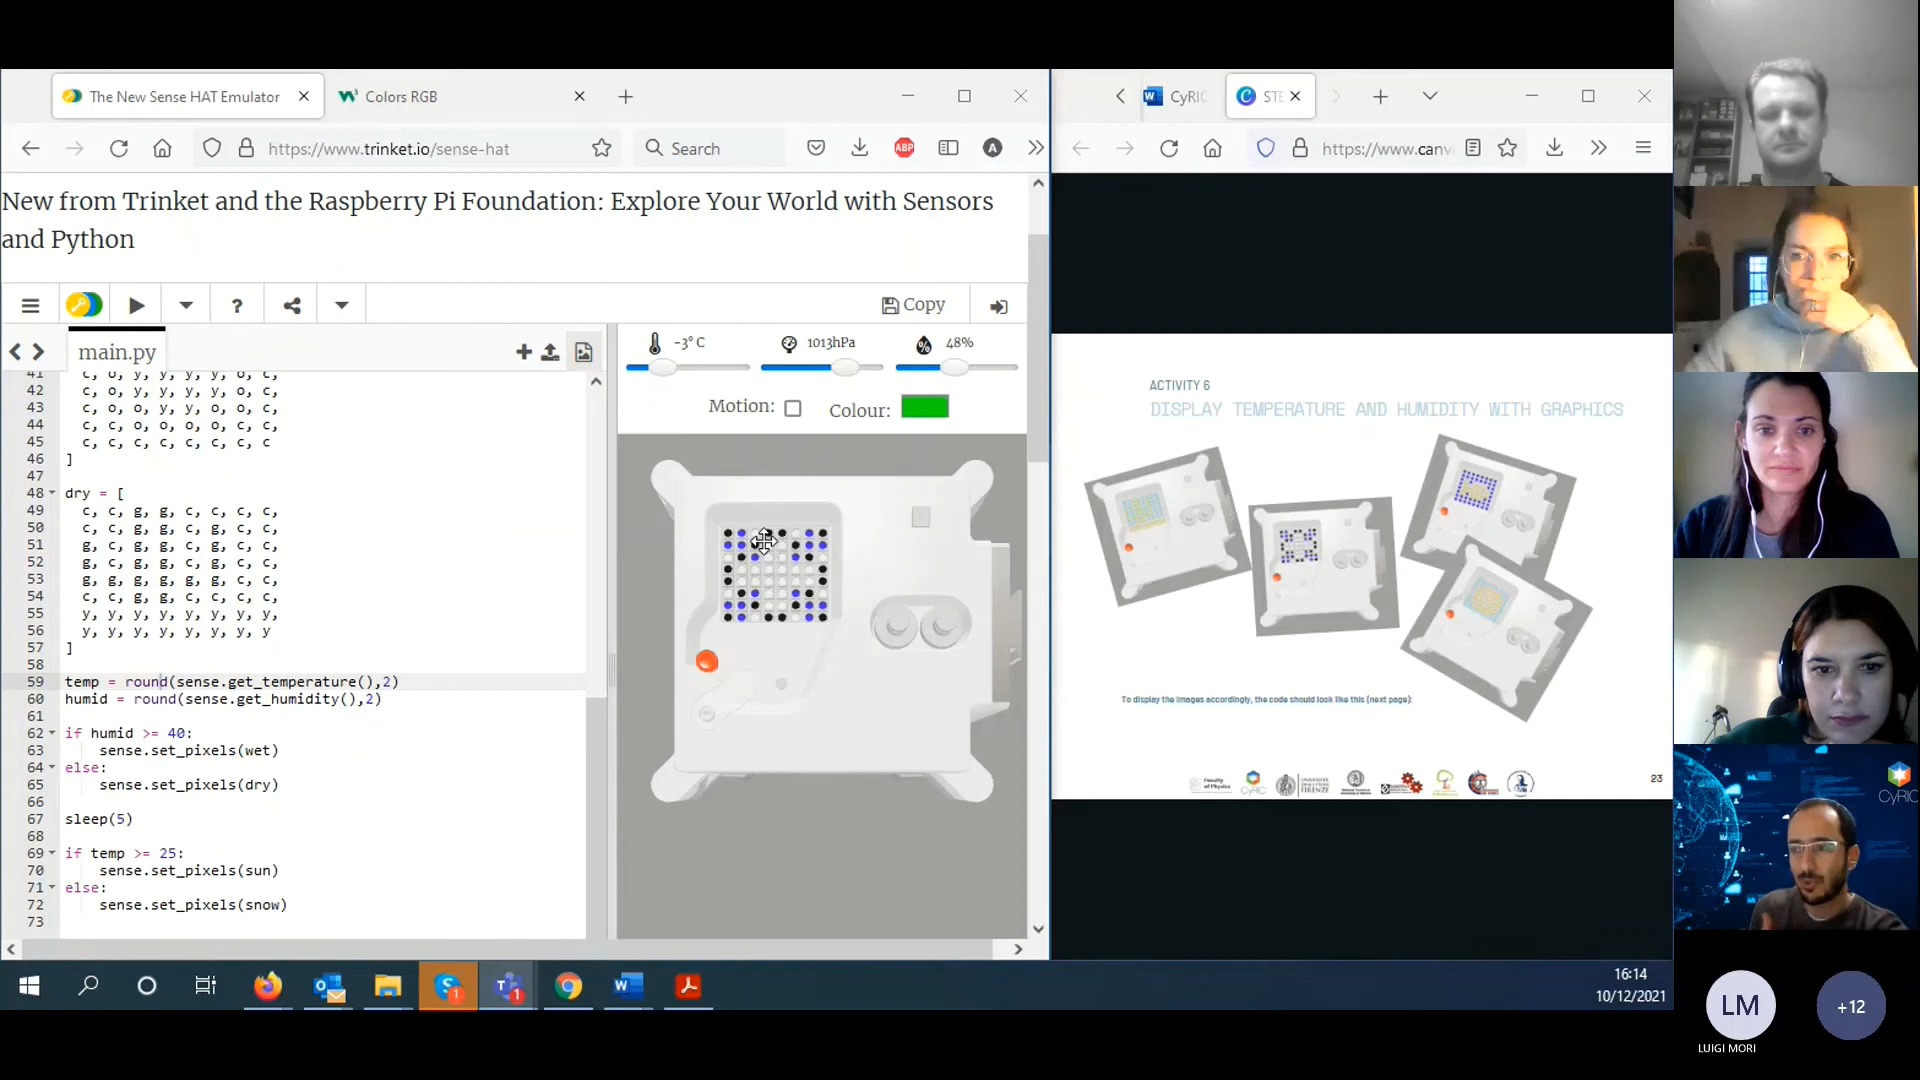 The New Sense HAT Emulator
Colors RGB
https://www.trinket.io/sense-hat
Search
ABP
A
New from Trinket and the Raspberry Pi Foundation: Explore Your World with Sensors
and Python
?
Copy
main.py
-3° C
1013hPa
48%
Motion:
Colour:
41 c, o, y, y, y, y, o, c,
42 c, o, y, y, y, y, o, c,
43 c, o, o, y, y, o, o, c,
44 c, c, o, o, o, o, c, c,
45 c, c, c, c, c, c, c, c
46 ]
47
48 dry = [
49 c, c, g, g, c, c, c, c,
50 c, c, g, g, c, g, c, c,
51 g, c, g, g, c, g, c, c,
52 g, c, g, g, c, g, c, c,
53 g, g, g, g, g, g, c, c,
54 c, c, g, g, c, c, c, c,
55 y, y, y, y, y, y, y, y,
56 y, y, y, y, y, y, y, y
57 ]
58
59 temp = round(sense.get_temperature(),2)
60 humid = round(sense.get_humidity(),2)
61
62 if humid >= 40:
63 sense.set_pixels(wet)
64 else:
65 sense.set_pixels(dry)
66
67 sleep(5)
68
69 if temp >= 25:
70 sense.set_pixels(sun)
71 else:
72 sense.set_pixels(snow)
73
CyRIC
STE
https://www.canv
ACTIVITY 6
DISPLAY TEMPERATURE AND HUMIDITY WITH GRAPHICS
To display the images accordingly, the code should look like this (next page):
Faculty of Physics
CyRIC
FIRENZE
23
16:14
10/12/2021
CyRIC
LM
LUIGI MORI
+12